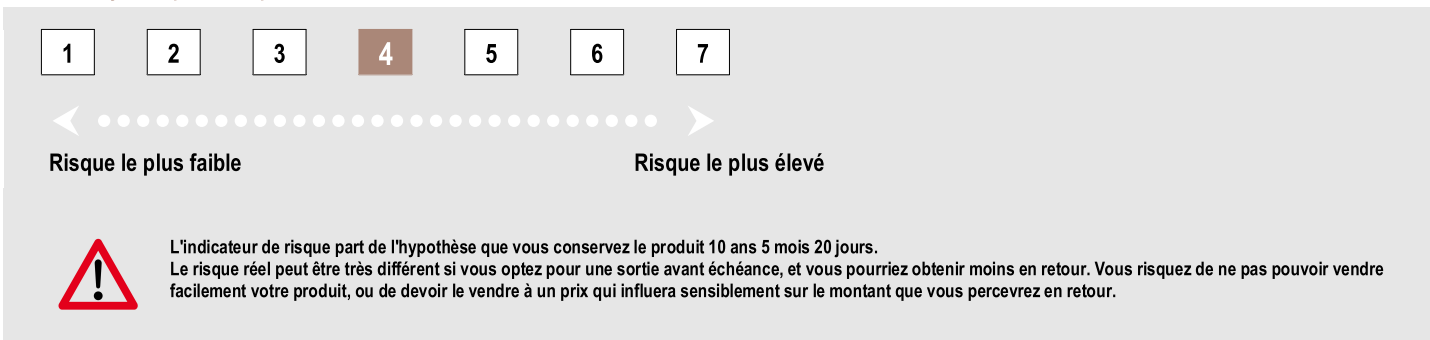 1 2 3 4 5 6 7
Risque le plus faible Risque le plus élevé
L'indicateur de risque part de l'hypothèse que vous conservez le produit 10 ans 5 mois 20 jours.
Le risque réel peut être très différent si vous optez pour une sortie avant échéance, et vous pourriez obtenir moins en retour. Vous risquez de ne pas pouvoir vendre
facilement votre produit, ou de devoir le vendre à un prix qui influera sensiblement sur le montant que vous percevrez en retour.